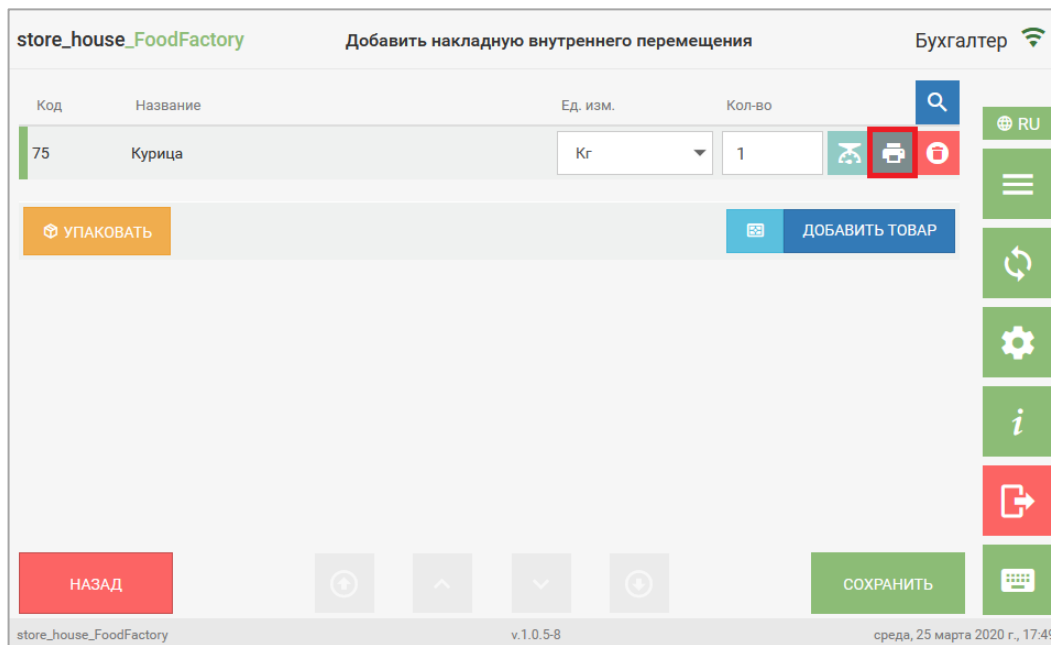 store_house_FoodFactory Добавить накладную внутреннего перемещения Бухгалтер
Код Название Ед. изм. Кол-во
RU
75 Курица Кг 1
УПАКОВАТЬ ДОБАВИТЬ ТОВАР
i
НАЗАД СОХРАНИТЬ
store_house_FoodFactory v.1.0.5-8 среда, 25 марта 2020 г., 17:49